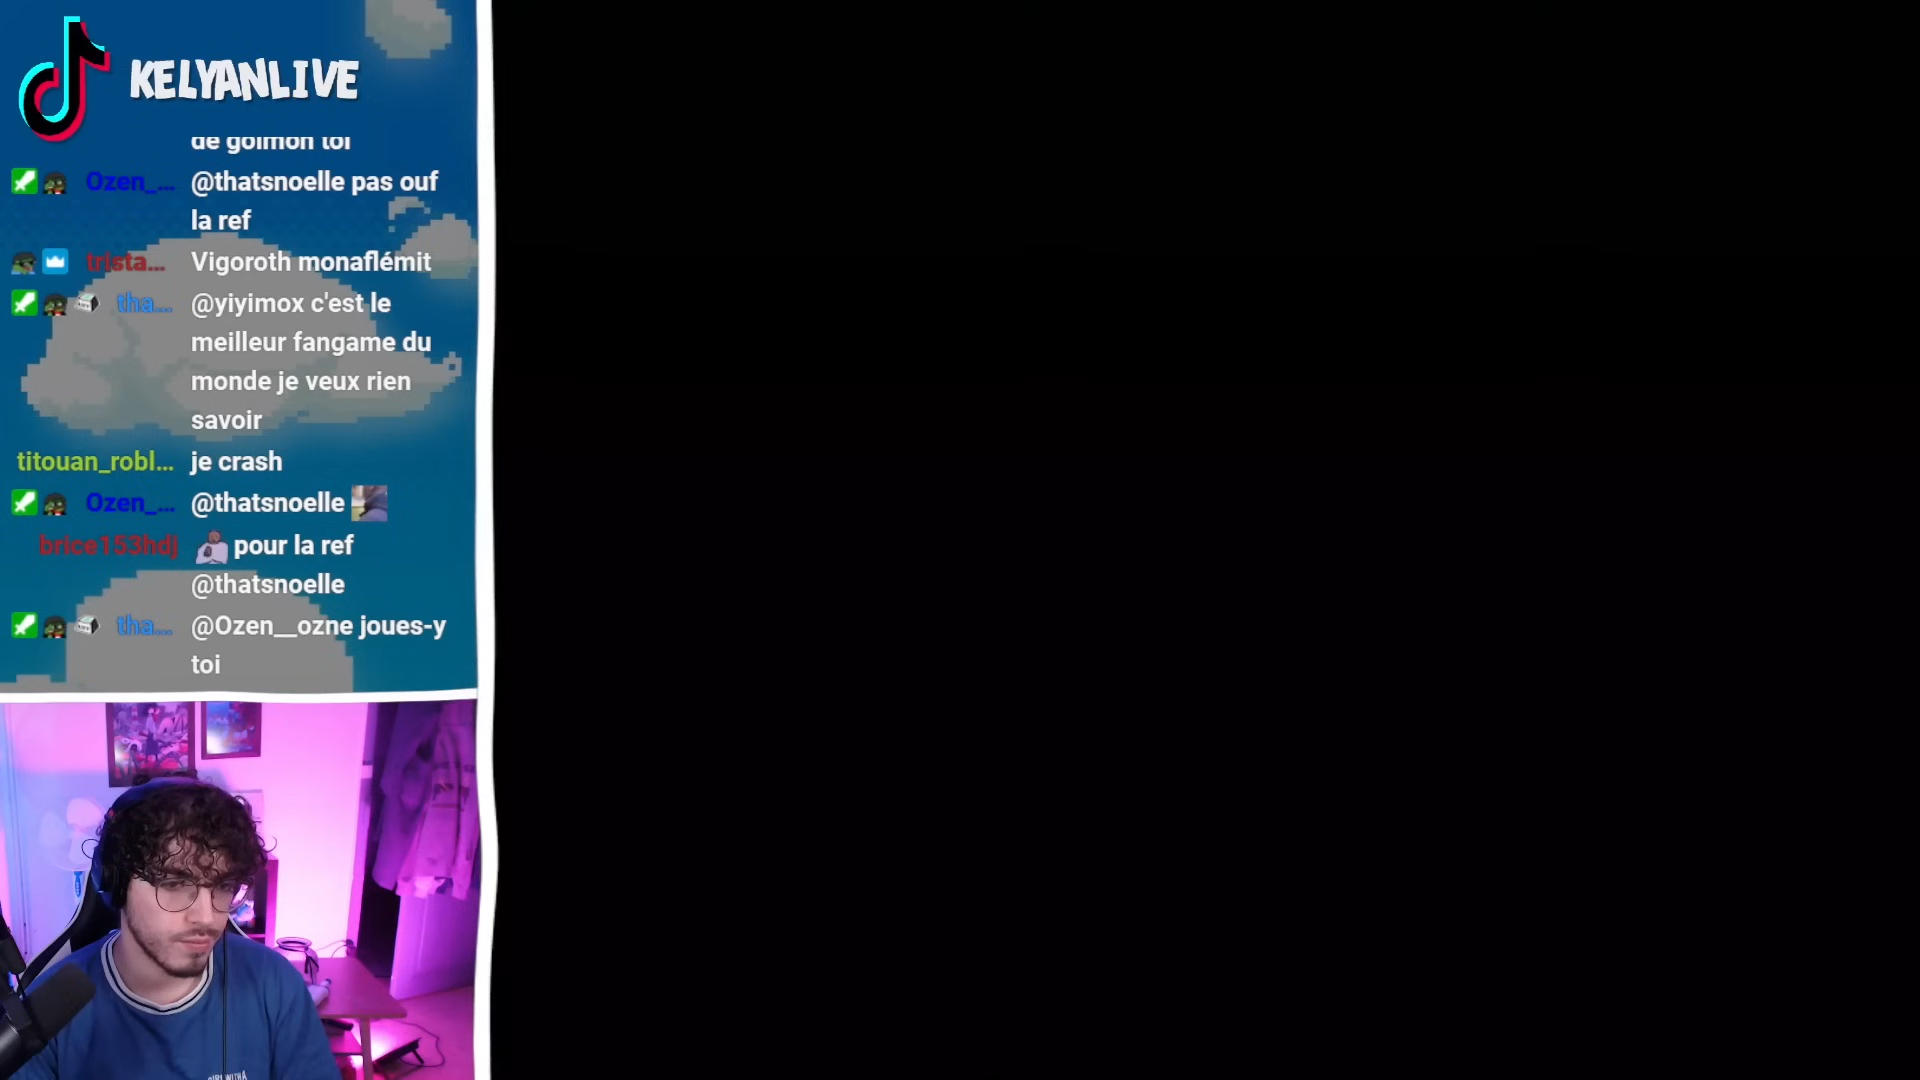 KELYANLIVE
de goimon toi
Ozen_... @thatsnoelle pas ouf
la ref
trista... Vigoroth monaflémit
tha... @yiyimox c'est le
meilleur fangame du
monde je veux rien
savoir
titouan_robl... je crash
Ozen_... @thatsnoelle
brice153hdj pour la ref
@thatsnoelle
tha... @Ozen__ozne joues-y
toi